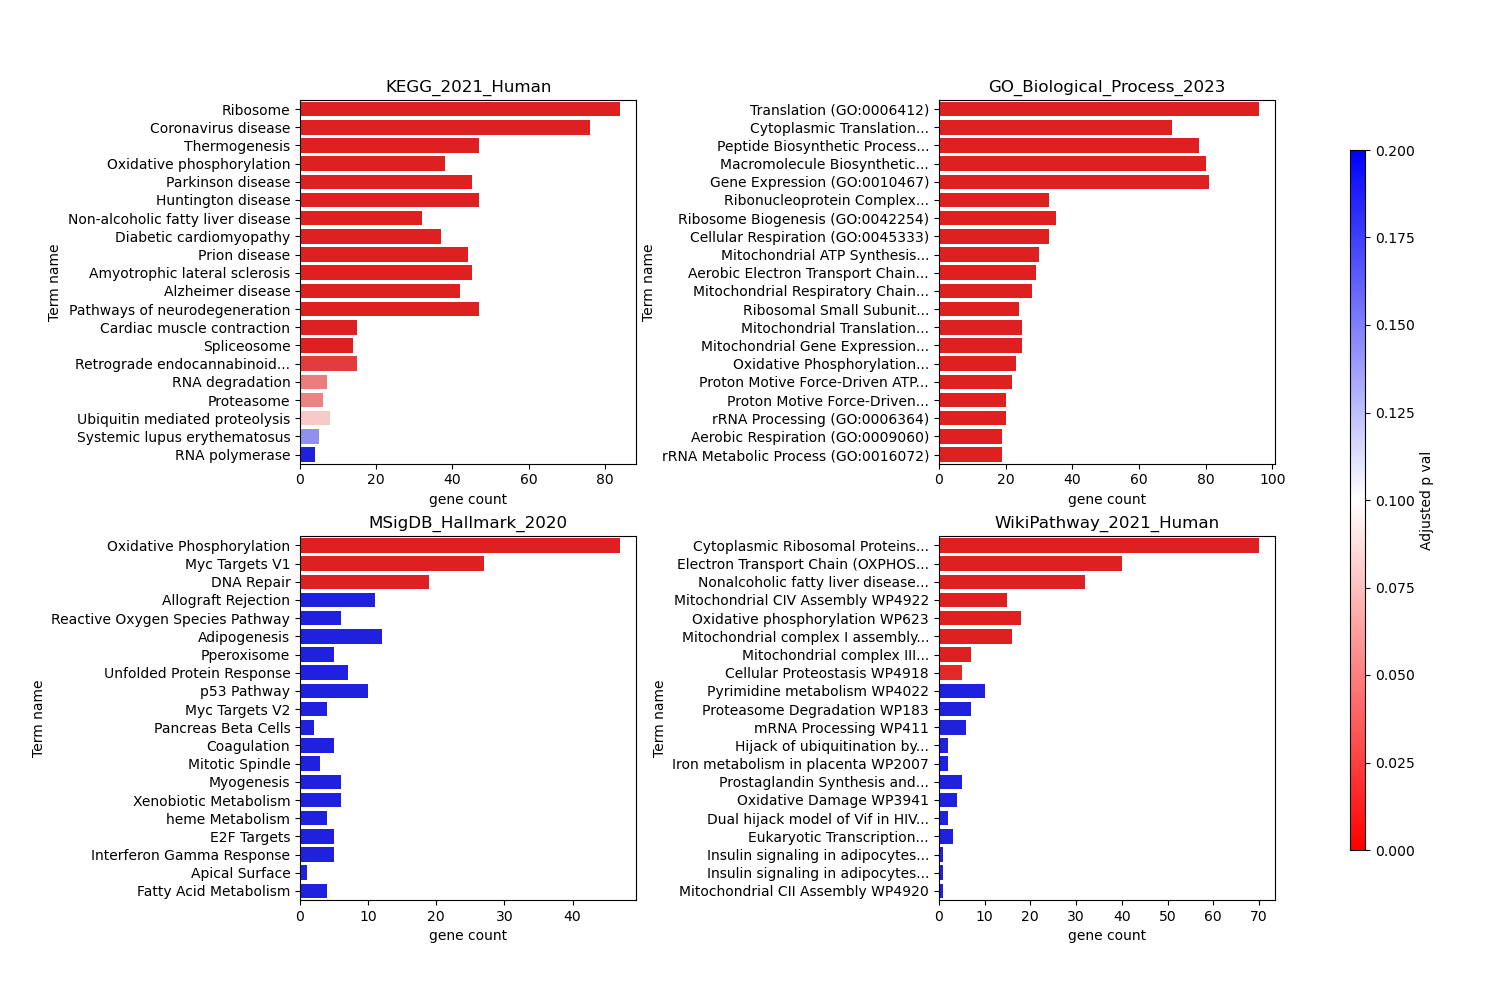 KEGG_2021_Human
Term name
Ribosome
Coronavirus disease
Thermogenesis
Oxidative phosphorylation
Parkinson disease
Huntington disease
Non-alcoholic fatty liver disease
Diabetic cardiomyopathy
Prion disease
Amyotrophic lateral sclerosis
Alzheimer disease
Pathways of neurodegeneration
Cardiac muscle contraction
Spliceosome
Retrograde endocannabinoid...
RNA degradation
Proteasome
Ubiquitin mediated proteolysis
Systemic lupus erythematosus
RNA polymerase
0 20 40 60 80
gene count
GO_Biological_Process_2023
Term name
Translation (GO:0006412)
Cytoplasmic Translation...
Peptide Biosynthetic Process...
Macromolecule Biosynthetic...
Gene Expression (GO:0010467)
Ribonucleoprotein Complex...
Ribosome Biogenesis (GO:0042254)
Cellular Respiration (GO:0045333)
Mitochondrial ATP Synthesis...
Aerobic Electron Transport Chain...
Mitochondrial Respiratory Chain...
Ribosomal Small Subunit...
Mitochondrial Translation...
Mitochondrial Gene Expression...
Oxidative Phosphorylation...
Proton Motive Force-Driven ATP...
Proton Motive Force-Driven...
rRNA Processing (GO:0006364)
Aerobic Respiration (GO:0009060)
rRNA Metabolic Process (GO:0016072)
0 20 40 60 80 100
gene count
MSigDB_Hallmark_2020
Term name
Oxidative Phosphorylation
Myc Targets V1
DNA Repair
Allograft Rejection
Reactive Oxygen Species Pathway
Adipogenesis
Pperoxisome
Unfolded Protein Response
p53 Pathway
Myc Targets V2
Pancreas Beta Cells
Coagulation
Mitotic Spindle
Myogenesis
Xenobiotic Metabolism
heme Metabolism
E2F Targets
Interferon Gamma Response
Apical Surface
Fatty Acid Metabolism
0 10 20 30 40
gene count
WikiPathway_2021_Human
Term name
Cytoplasmic Ribosomal Proteins...
Electron Transport Chain (OXPHOS...
Nonalcoholic fatty liver disease...
Mitochondrial CIV Assembly WP4922
Oxidative phosphorylation WP623
Mitochondrial complex I assembly...
Mitochondrial complex III...
Cellular Proteostasis WP4918
Pyrimidine metabolism WP4022
Proteasome Degradation WP183
mRNA Processing WP411
Hijack of ubiquitination by...
Iron metabolism in placenta WP2007
Prostaglandin Synthesis and...
Oxidative Damage WP3941
Dual hijack model of Vif in HIV...
Eukaryotic Transcription...
Insulin signaling in adipocytes...
Insulin signaling in adipocytes...
Mitochondrial CII Assembly WP4920
0 10 20 30 40 50 60 70
gene count
0.200
0.175
0.150
0.125
0.100
0.075
0.050
0.025
0.000
Adjusted p val